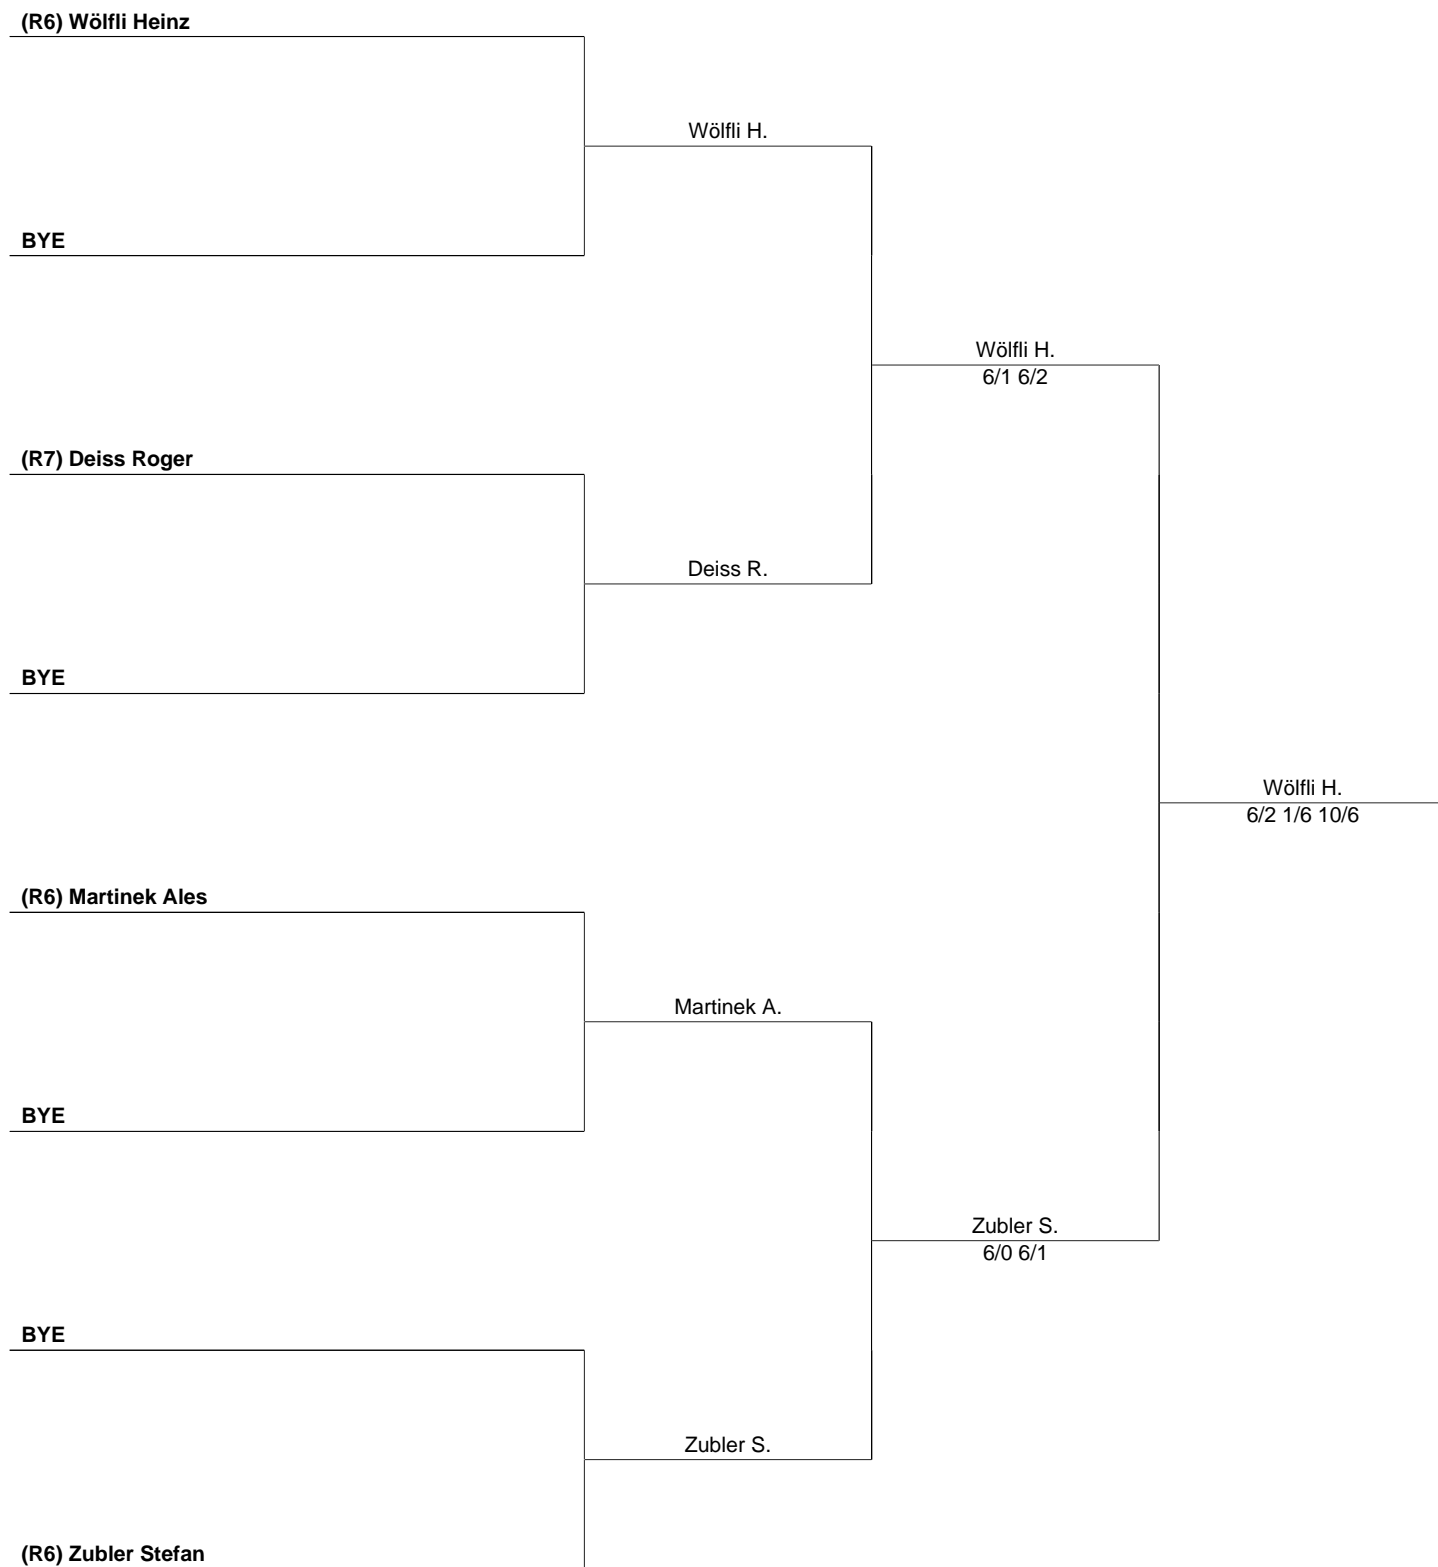 (R6) Wölfli Heinz
Wölfli H.
BYE
Wölfli H.
6/1 6/2
(R7) Deiss Roger
Deiss R.
BYE
Wölfli H.
6/2 1/6 10/6
(R6) Martinek Ales
Martinek A.
BYE
Zubler S.
6/0 6/1
BYE
Zubler S.
(R6) Zubler Stefan